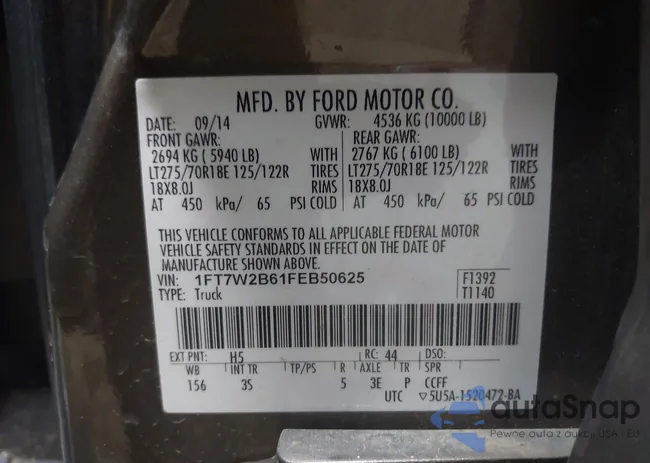 MFD. BY FORD MOTOR CO.
DATE: 09/14 GVWR: 4536 KG (10000 LB)
FRONT GAWR: REAR GAWR:
2694 KG ( 5940 LB) WITH 2767 KG ( 6100 LB) WITH
LT275/70R18E 125/122R TIRES LT275/70R18E 125/122R TIRES
18X8.0J RIMS 18X8.0J RIMS
AT 450 kPa/ 65 PSI COLD AT 450 kPa/ 65 PSI COLD
THIS VEHICLE CONFORMS TO ALL APPLICABLE FEDERAL MOTOR
VEHICLE SAFETY STANDARDS IN EFFECT ON THE DATE OF
MANUFACTURE SHOWN ABOVE.
VIN: 1FT7W2B61FEB50625 F1392
TYPE: Truck T1140
EXT PNT: H5 RC: 44 DSO:
WB INT TR TP/PS R AXLE TR SPR
156 3S 5 3E P CCFF
UTC ▽5U5A-1520472-BA
autoSnap
Pewne auta z aukcji USA - EU